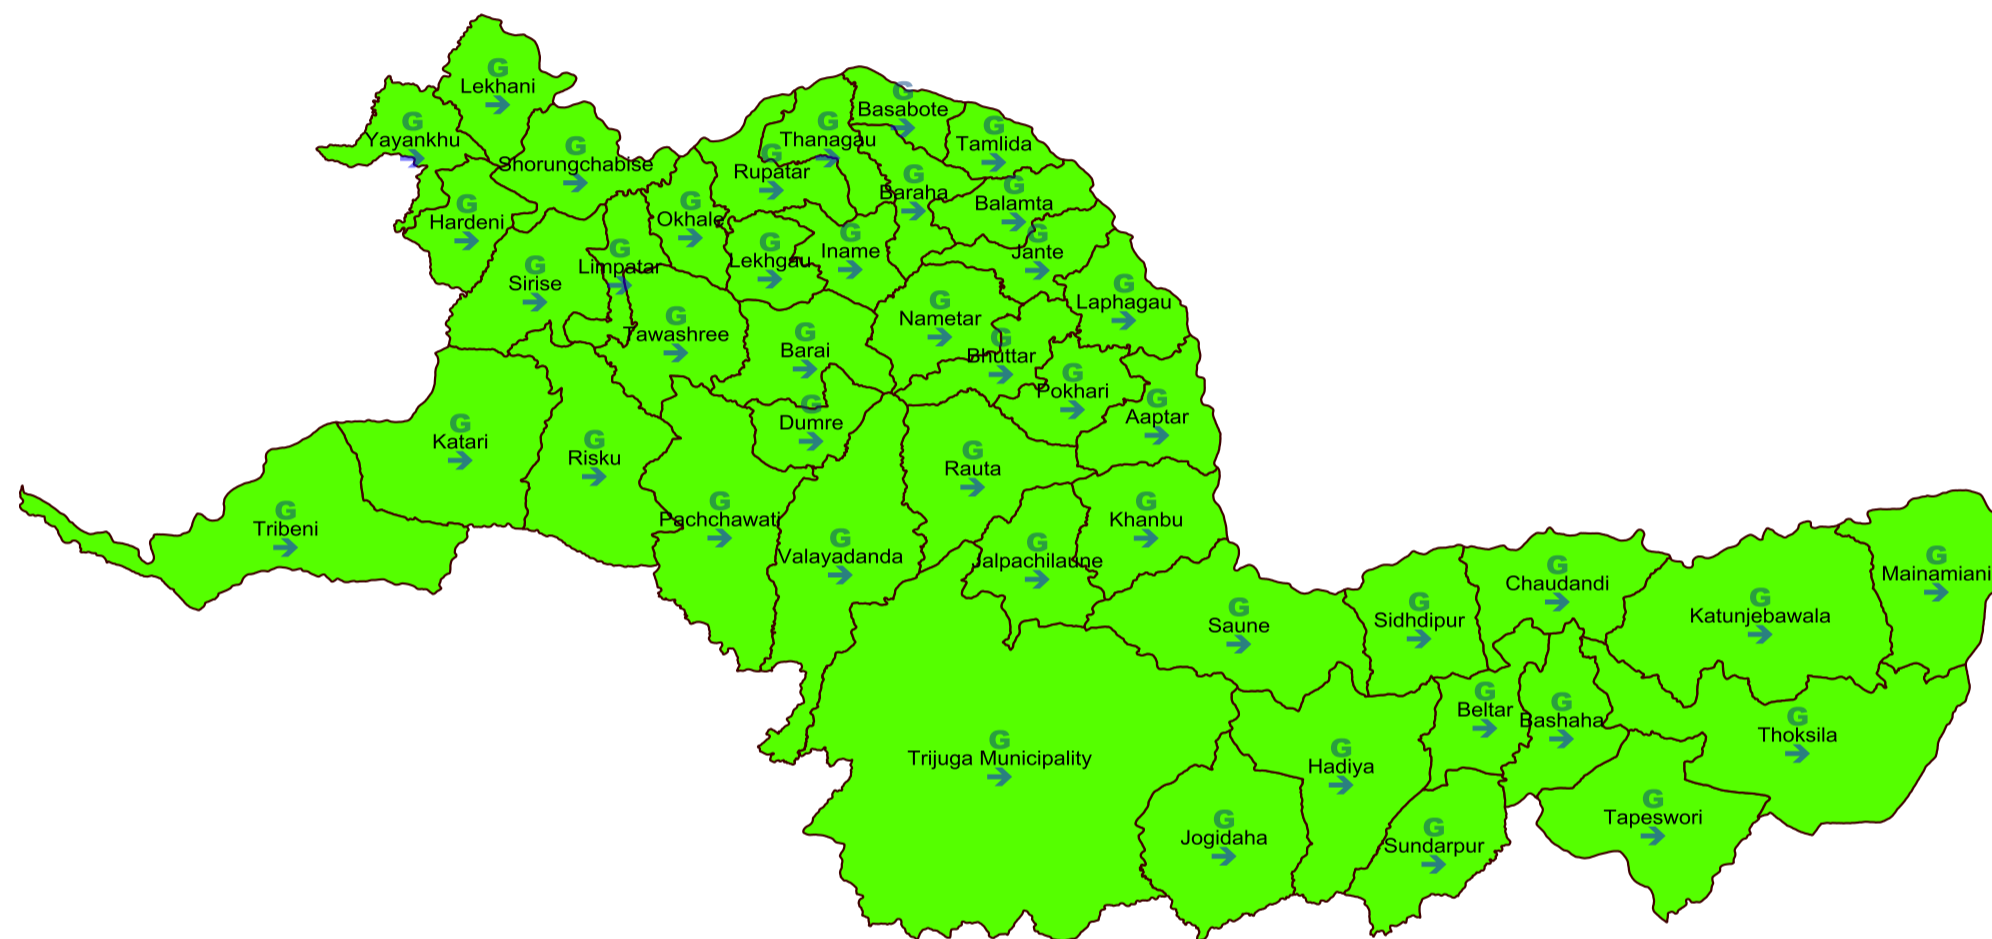 G
Lekhani
→
G
Yayankhu
→
G
Shorungchabise
→
G
Hardeni
→
G
Sirise
→
G
Limpatar
→
G
Okhale
→
G
Rupatar
→
G
Thanagau
→
G
Basabote
→
G
Tamlida
→
G
Baraha
→
G
Balamta
→
G
Lekhgau
→
G
Iname
→
G
Jante
→
G
Laphagau
→
G
Tawashree
→
G
Barai
→
G
Nametar
→
G
Bhuttar
→
G
Pokhari
→
G
Aaptar
→
G
Dumre
→
G
Katari
→
G
Risku
→
G
Rauta
→
G
Tribeni
→
G
Pachchawati
→
G
Valayadanda
→
G
Jalpachilaune
→
G
Khanbu
→
G
Saune
→
G
Sidhdipur
→
G
Chaudandi
→
G
Katunjebawala
→
G
Mainamiani
→
G
Trijuga Municipality
→
G
Hadiya
→
G
Beltar
→
G
Bashaha
→
G
Thoksila
→
G
Jogidaha
→
G
Sundarpur
→
G
Tapeswori
→